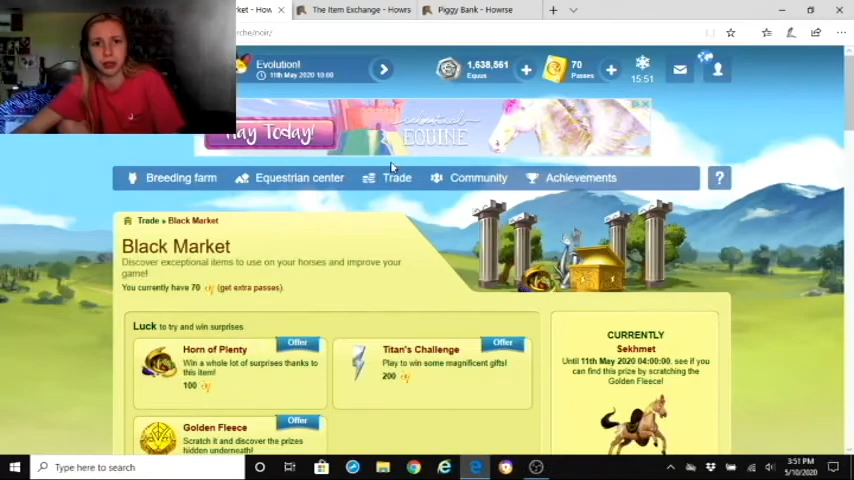 rket - Howr
The Item Exchange - Howrs
Piggy Bank - Howrse
rche/noir/
Evolution!
11th May 2020 10:00
1,638,561
Equus
70
Passes
15:51
Play Today!
celestial
EQUINE
Breeding farm
Equestrian center
Trade
Community
Achievements
?
Trade » Black Market
Black Market
Discover exceptional items to use on your horses and improve your
game!
You currently have 70 (get extra passes).
Luck to try and win surprises
Offer
Horn of Plenty
Win a whole lot of surprises thanks to
this item!
100
Offer
Titan's Challenge
Play to win some magnificent gifts!
200
Offer
Golden Fleece
Scratch it and discover the prizes
hidden underneath!
CURRENTLY
Sekhmet
Until 11th May 2020 04:00:00. see if you
can find this prize by scratching the
Golden Fleece!
Type here to search
3:51 PM
5/10/2020